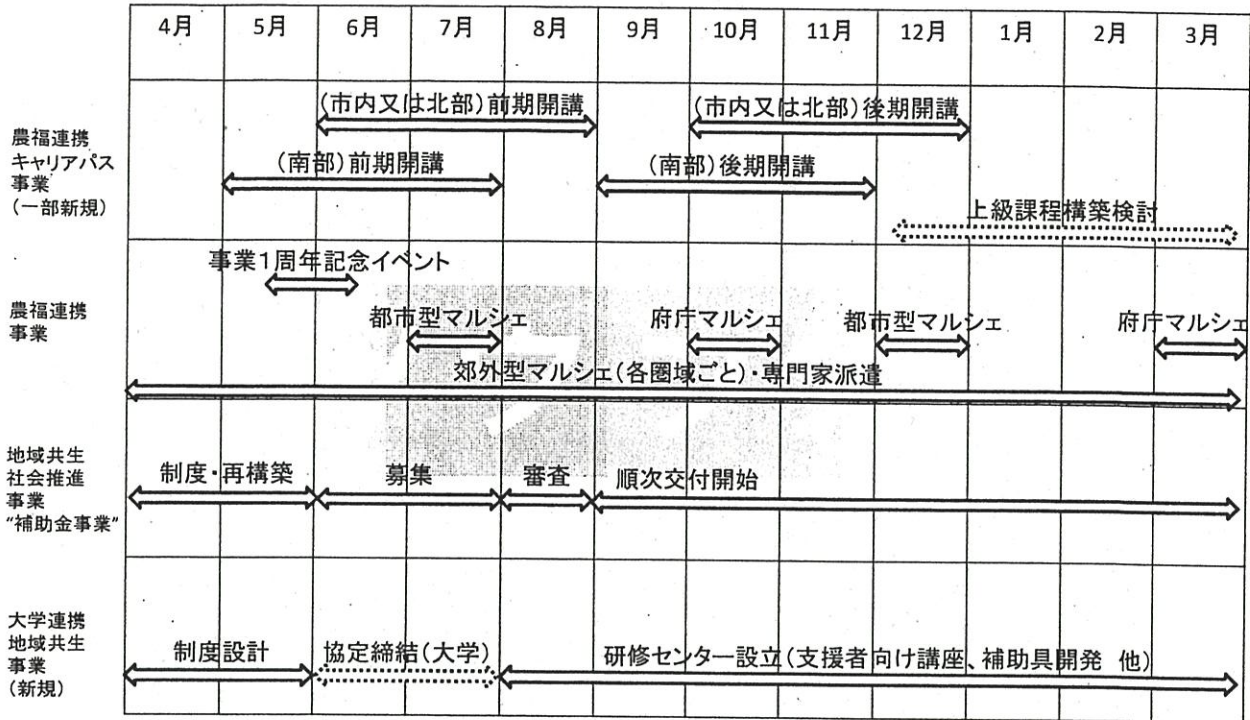 4月 5月 6月 7月 8月 9月 10月 11月 12月 1月 2月 3月
農福連携
キャリアパス
事業
(一部新規)
(市内又は北部)前期開講
(市内又は北部)後期開講
(南部)前期開講
(南部)後期開講
上級課程構築検討
農福連携
事業
事業1周年記念イベント
都市型マルシェ
府庁マルシェ
都市型マルシェ
府庁マルシェ
郊外型マルシェ(各圏域ごと)・専門家派遣
地域共生
社会推進
事業
"補助金事業"
制度・再構築
募集
審査
順次交付開始
大学連携
地域共生
事業
(新規)
制度設計
協定締結(大学)
研修センター設立(支援者向け講座、補助具開発 他)